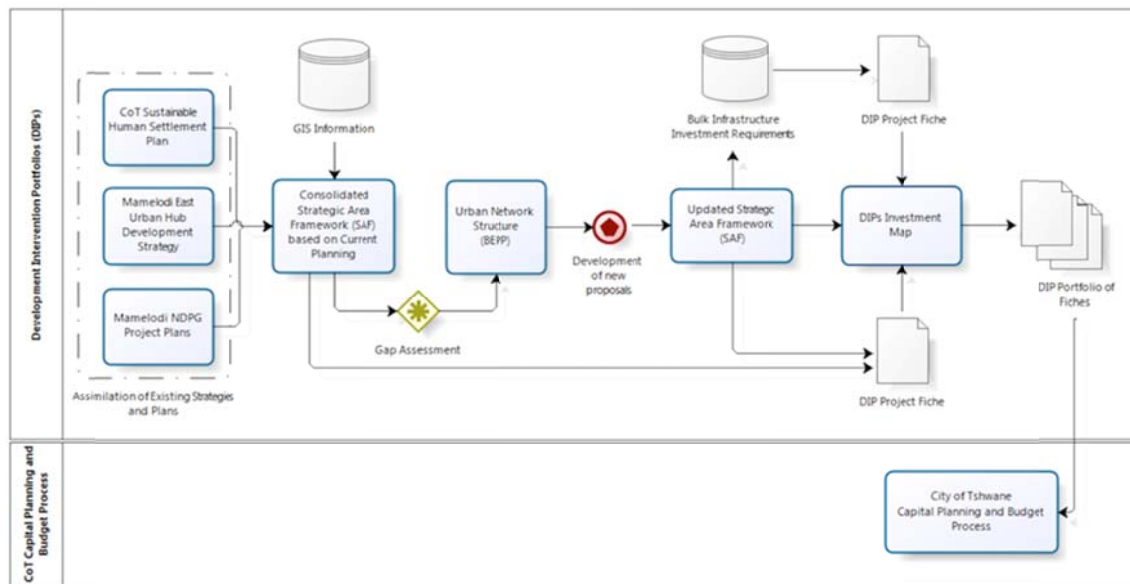 Development Intervention Portfolios (DIPs)
CoT Sustainable
Human Settlement
Plan
Mamelodi East
Urban Hub
Development
Strategy
Mamelodi NDPG
Project Plans
Assimilation of Existing Strategies
and Plans
GIS Information
Consolidated
Strategic Area
Framework (SAF)
based on Current
Planning
Gap Assessment
Urban Network
Structure
(BEPP)
Development
of new
proposals
Bulk Infrastructure
Investment Requirements
Updated Strategic
Area Framework
(SAF)
DIP Project Fiche
DIPs Investment
Map
DIP Project Fiche
DIP Portfolio of
Fiches
CoT Capital Planning and
Budget Process
City of Tshwane
Capital Planning and Budget
Process